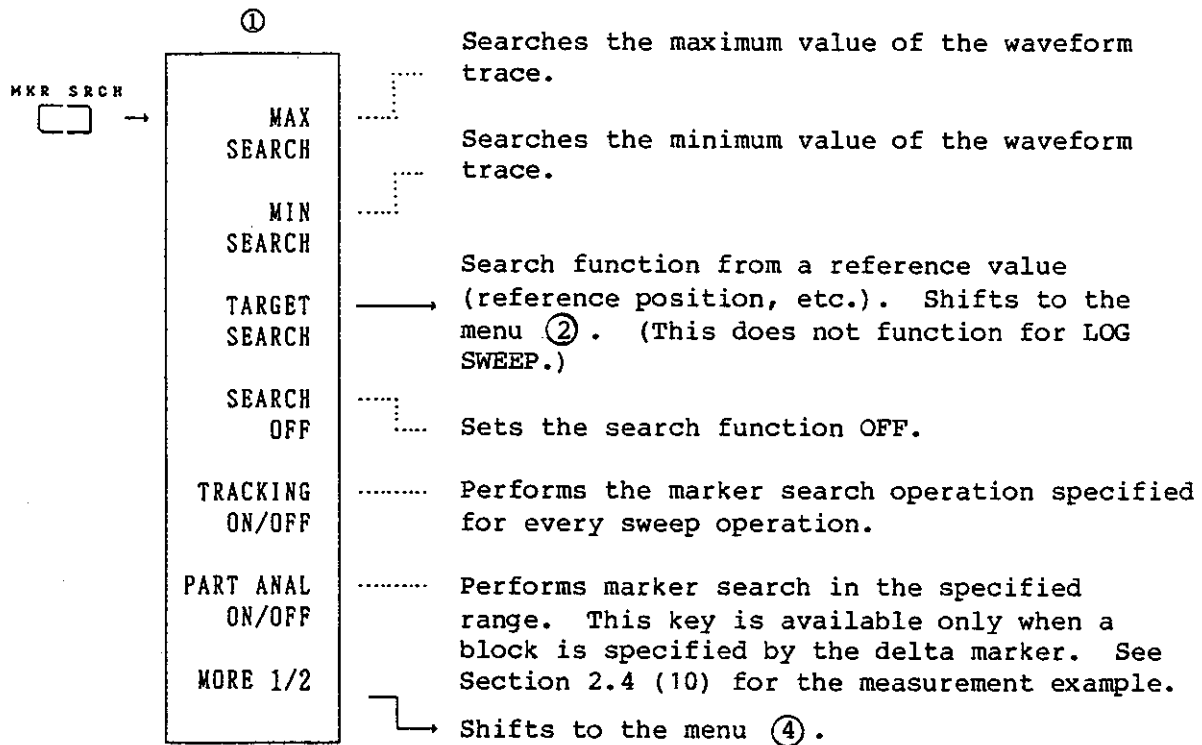 ①
MKR SRCH
MAX
SEARCH
Searches the maximum value of the waveform
trace.
MIN
SEARCH
Searches the minimum value of the waveform
trace.
TARGET
SEARCH
Search function from a reference value
(reference position, etc.). Shifts to the
menu ②. (This does not function for LOG
SWEEP.)
SEARCH
OFF
Sets the search function OFF.
TRACKING
ON/OFF
Performs the marker search operation specified
for every sweep operation.
PART ANAL
ON/OFF
Performs marker search in the specified
range. This key is available only when a
block is specified by the delta marker. See
Section 2.4 (10) for the measurement example.
MORE 1/2
Shifts to the menu ④.